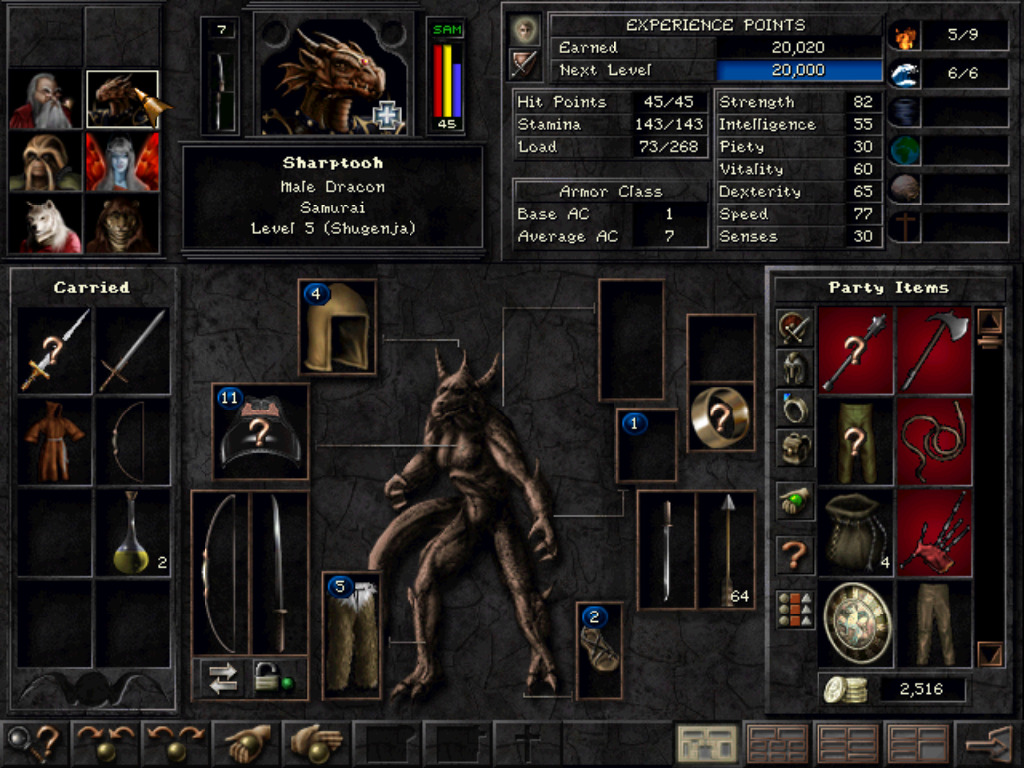 7
SAM
45
Sharptooh
Male Dracon
Samurai
Level 5 (Shugenja)
EXPERIENCE POINTS
Earned 20,020
Next Level 20,000
Hit Points 45/45
Stamina 143/143
Load 73/268
Armor Class
Base AC 1
Average AC 7
Strength 82
Intelligence 55
Piety 30
Vitality 60
Dexterity 65
Speed 77
Senses 30
5/9
6/6
Carried
?
2
4
11
?
5
1
?
64
2
Party Items
?
?
4
?
2,516
?